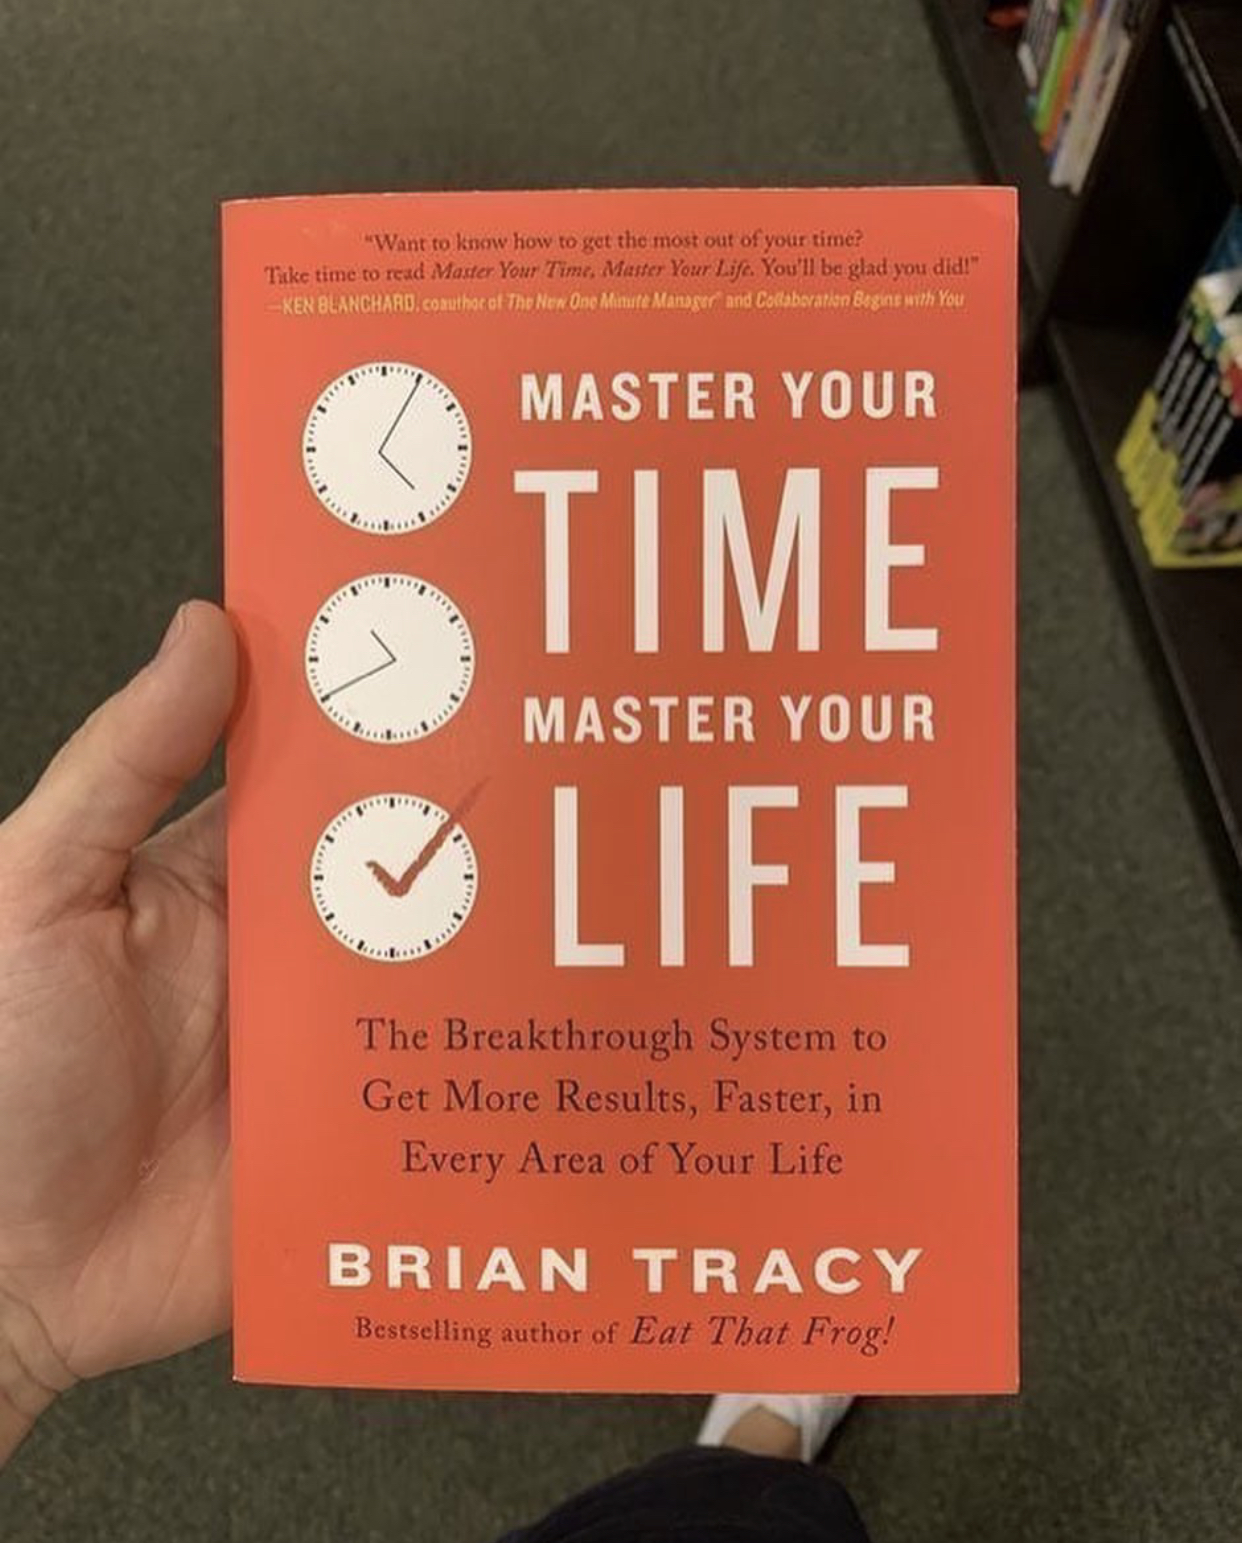 “Want to know how to get the most out of your time?
Take time to read Master Your Time, Master Your Life. You’ll be glad you did!”
—KEN BLANCHARD, coauthor of The New One Minute Manager® and Collaboration Begins with You
MASTER YOUR
TIME
MASTER YOUR
LIFE
The Breakthrough System to
Get More Results, Faster, in
Every Area of Your Life
BRIAN TRACY
Bestselling author of Eat That Frog!